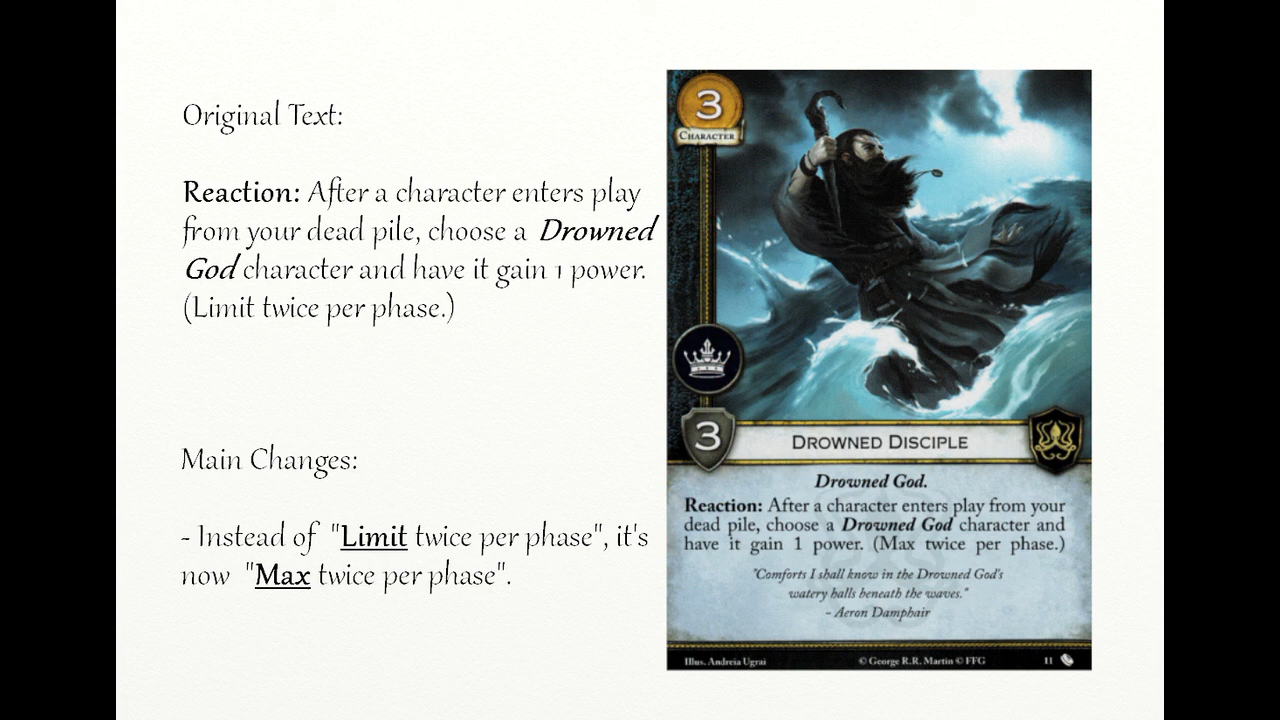 Original Text:
Reaction: After a character enters play
from your dead pile, choose a Drowned
God character and have it gain 1 power.
(Limit twice per phase.)
Main Changes:
- Instead of "Limit twice per phase", it's
now "Max twice per phase".
3
CHARACTER
3
DROWNED DISCIPLE
Drowned God.
Reaction: After a character enters play from your
dead pile, choose a Drowned God character and
have it gain 1 power. (Max twice per phase.)
"Comforts I shall know in the Drowned God's
watery halls beneath the waves."
- Aeron Damphair
Illus. Andreia Ugrai
© George R.R. Martin © FFG
11